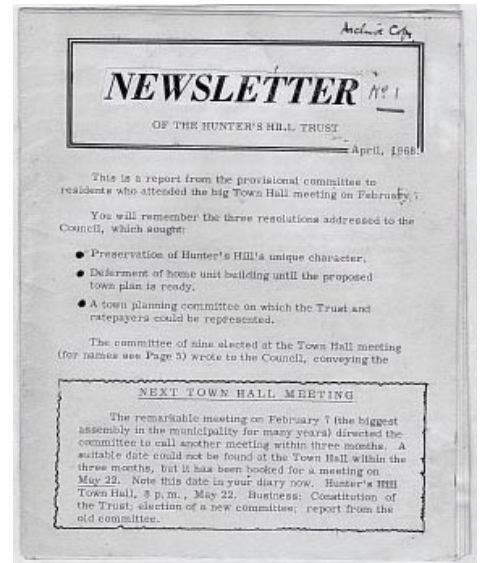 Archive Copy
NEWSLETTER No 1
OF THE HUNTER'S HILL TRUST
April, 1968.
This is a report from the provisional committee to
residents who attended the big Town Hall meeting on February 7
You will remember the three resolutions addressed to the
Council, which sought:
● Preservation of Hunter's Hill's unique character.
● Deferment of home unit building until the proposed
town plan is ready.
● A town planning committee on which the Trust and
ratepayers could be represented.
The committee of nine elected at the Town Hall meeting
(for names see Page 5) wrote to the Council, conveying the
NEXT TOWN HALL MEETING
The remarkable meeting on February 7 (the biggest
assembly in the municipality for many years) directed the
committee to call another meeting within three months. A
suitable date could not be found at the Town Hall within the
three months, but it has been booked for a meeting on
May 22. Note this date in your diary now. Hunter's Hill
Town Hall, 8 p.m., May 22. Business: Constitution of
the Trust; election of a new committee; report from the
old committee.